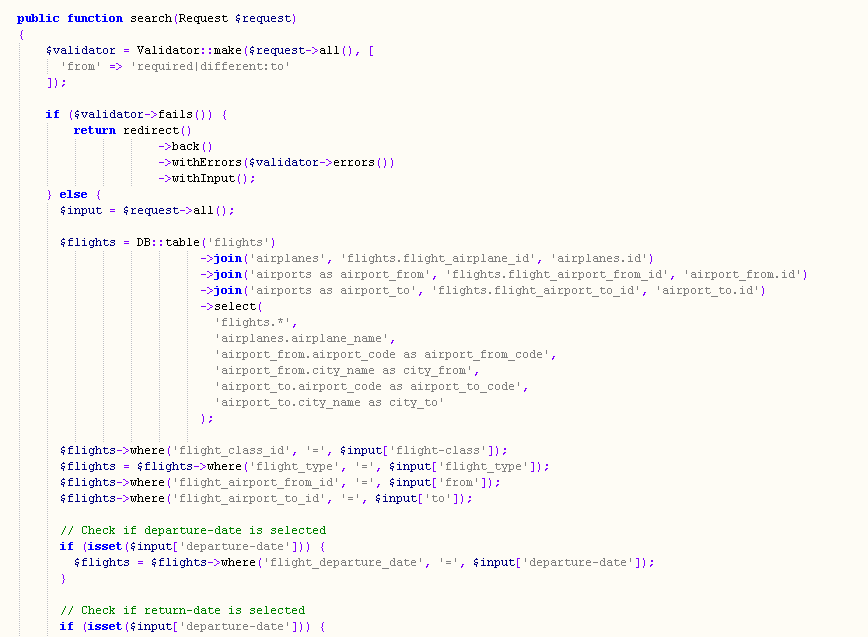 public function search(Request $request)
{
    $validator = Validator::make($request->all(), [
      'from' => 'required|different:to'
    ]);

    if ($validator->fails()) {
        return redirect()
                    ->back()
                    ->withErrors($validator->errors())
                    ->withInput();
    } else {
      $input = $request->all();

      $flights = DB::table('flights')
                          ->join('airplanes', 'flights.flight_airplane_id', 'airplanes.id')
                          ->join('airports as airport_from', 'flights.flight_airport_from_id', 'airport_from.id')
                          ->join('airports as airport_to', 'flights.flight_airport_to_id', 'airport_to.id')
                          ->select(
                            'flights.*',
                            'airplanes.airplane_name',
                            'airport_from.airport_code as airport_from_code',
                            'airport_from.city_name as city_from',
                            'airport_to.airport_code as airport_to_code',
                            'airport_to.city_name as city_to'
                          );

      $flights->where('flight_class_id', '=', $input['flight-class']);
      $flights = $flights->where('flight_type', '=', $input['flight_type']);
      $flights->where('flight_airport_from_id', '=', $input['from']);
      $flights->where('flight_airport_to_id', '=', $input['to']);

      // Check if departure-date is selected
      if (isset($input['departure-date'])) {
        $flights = $flights->where('flight_departure_date', '=', $input['departure-date']);
      }

      // Check if return-date is selected
      if (isset($input['departure-date'])) {